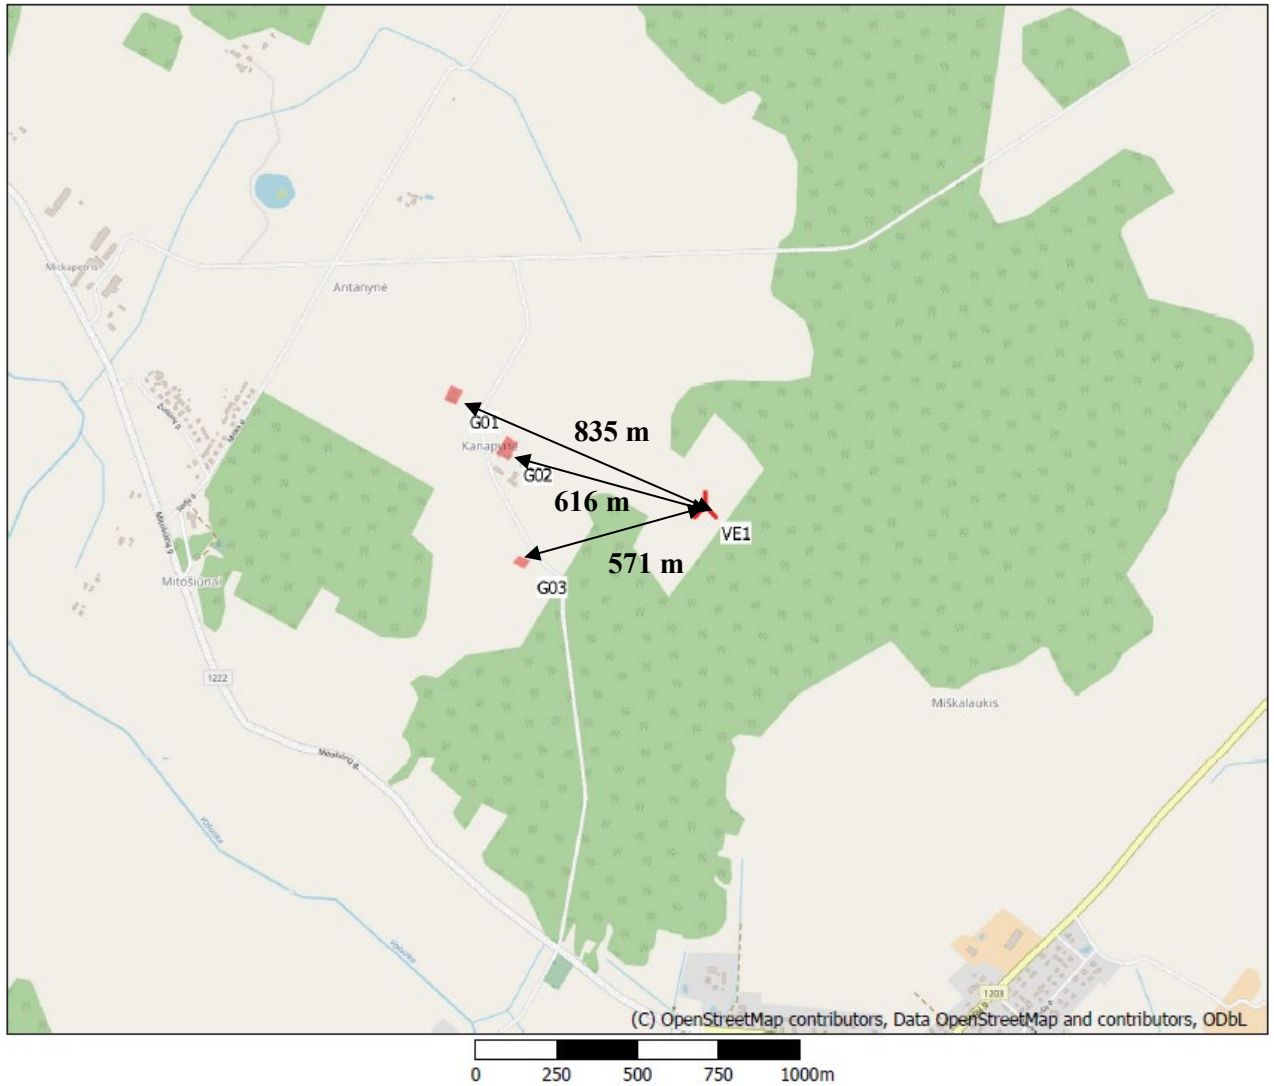 Mickapetris
Antanynė
G01
835 m
Kanapynė
G02
616 m
VE1
571 m
G03
Mitošiūnai
1222
Miškalaukis
1203
(C) OpenStreetMap contributors, Data OpenStreetMap and contributors, ODbL
0 250 500 750 1000m